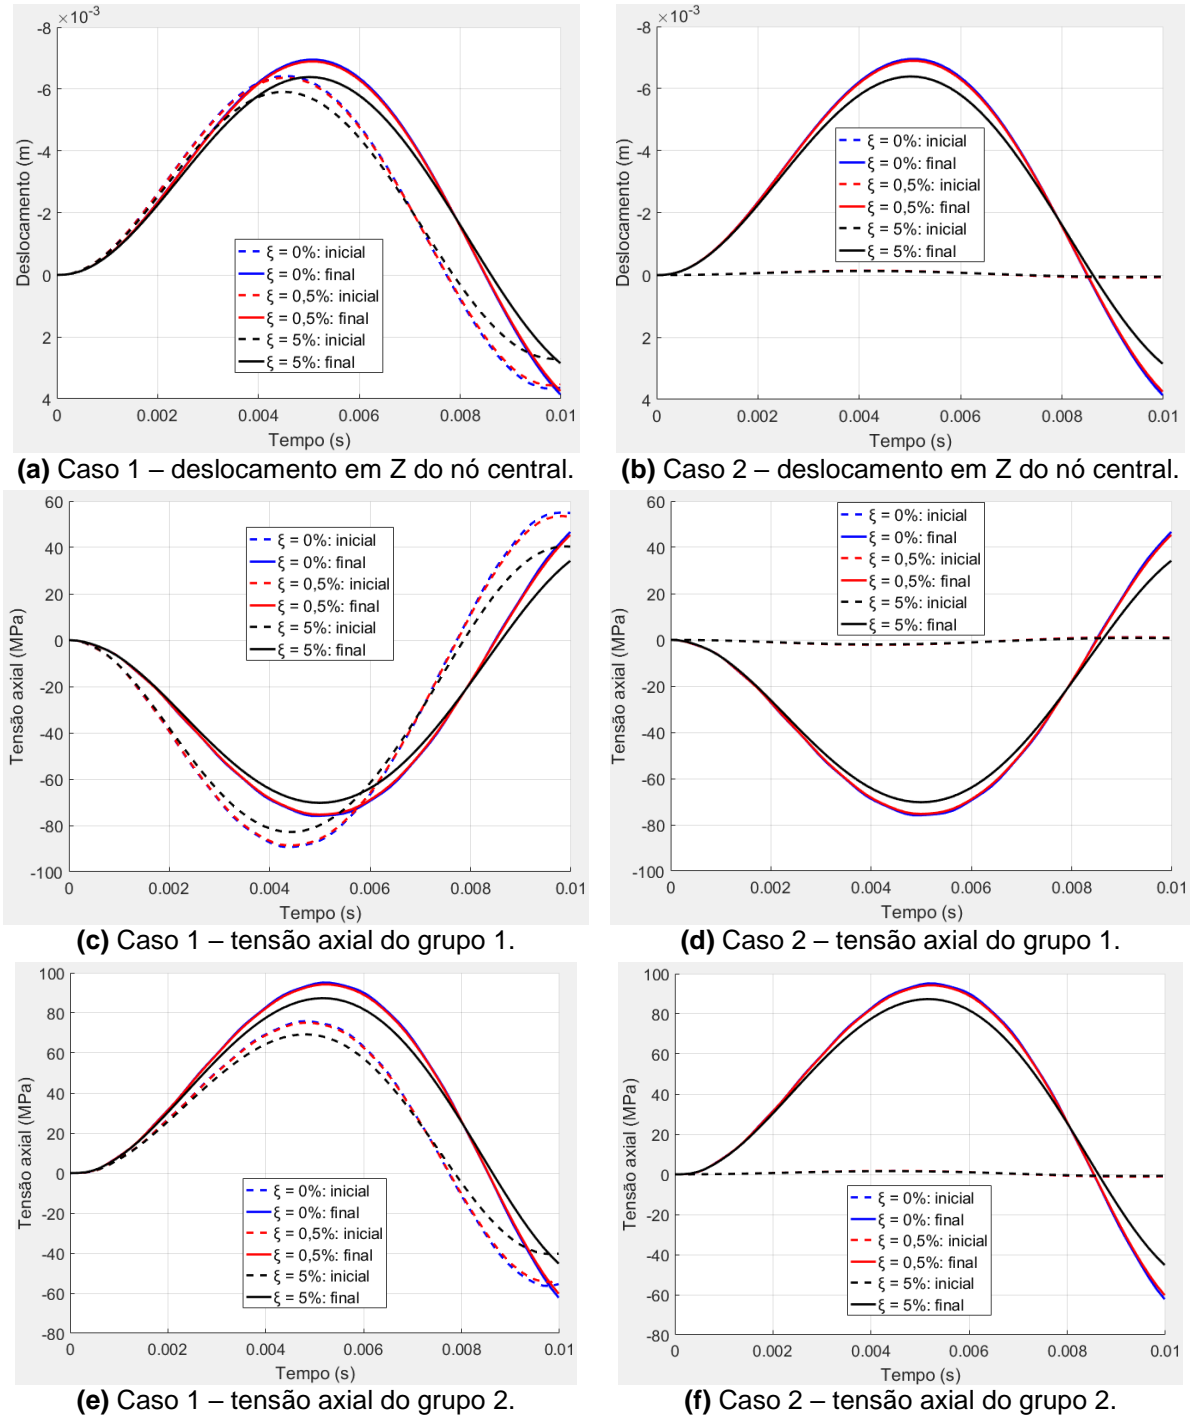 ×10⁻³
-8
-6
-4
-2
0
2
4
Deslocamento (m)
ξ = 0%: inicial
ξ = 0%: final
ξ = 0,5%: inicial
ξ = 0,5%: final
ξ = 5%: inicial
ξ = 5%: final
0 0.002 0.004 0.006 0.008 0.01
Tempo (s)
(a) Caso 1 – deslocamento em Z do nó central.
×10⁻³
-8
-6
-4
-2
0
2
4
Deslocamento (m)
ξ = 0%: inicial
ξ = 0%: final
ξ = 0,5%: inicial
ξ = 0,5%: final
ξ = 5%: inicial
ξ = 5%: final
0 0.002 0.004 0.006 0.008 0.01
Tempo (s)
(b) Caso 2 – deslocamento em Z do nó central.
60
40
20
0
-20
-40
-60
-80
-100
Tensão axial (MPa)
ξ = 0%: inicial
ξ = 0%: final
ξ = 0,5%: inicial
ξ = 0,5%: final
ξ = 5%: inicial
ξ = 5%: final
0 0.002 0.004 0.006 0.008 0.01
Tempo (s)
(c) Caso 1 – tensão axial do grupo 1.
60
40
20
0
-20
-40
-60
-80
-100
Tensão axial (MPa)
ξ = 0%: inicial
ξ = 0%: final
ξ = 0,5%: inicial
ξ = 0,5%: final
ξ = 5%: inicial
ξ = 5%: final
0 0.002 0.004 0.006 0.008 0.01
Tempo (s)
(d) Caso 2 – tensão axial do grupo 1.
100
80
60
40
20
0
-20
-40
-60
-80
Tensão axial (MPa)
ξ = 0%: inicial
ξ = 0%: final
ξ = 0,5%: inicial
ξ = 0,5%: final
ξ = 5%: inicial
ξ = 5%: final
0 0.002 0.004 0.006 0.008 0.01
Tempo (s)
(e) Caso 1 – tensão axial do grupo 2.
100
80
60
40
20
0
-20
-40
-60
-80
Tensão axial (MPa)
ξ = 0%: inicial
ξ = 0%: final
ξ = 0,5%: inicial
ξ = 0,5%: final
ξ = 5%: inicial
ξ = 5%: final
0 0.002 0.004 0.006 0.008 0.01
Tempo (s)
(f) Caso 2 – tensão axial do grupo 2.